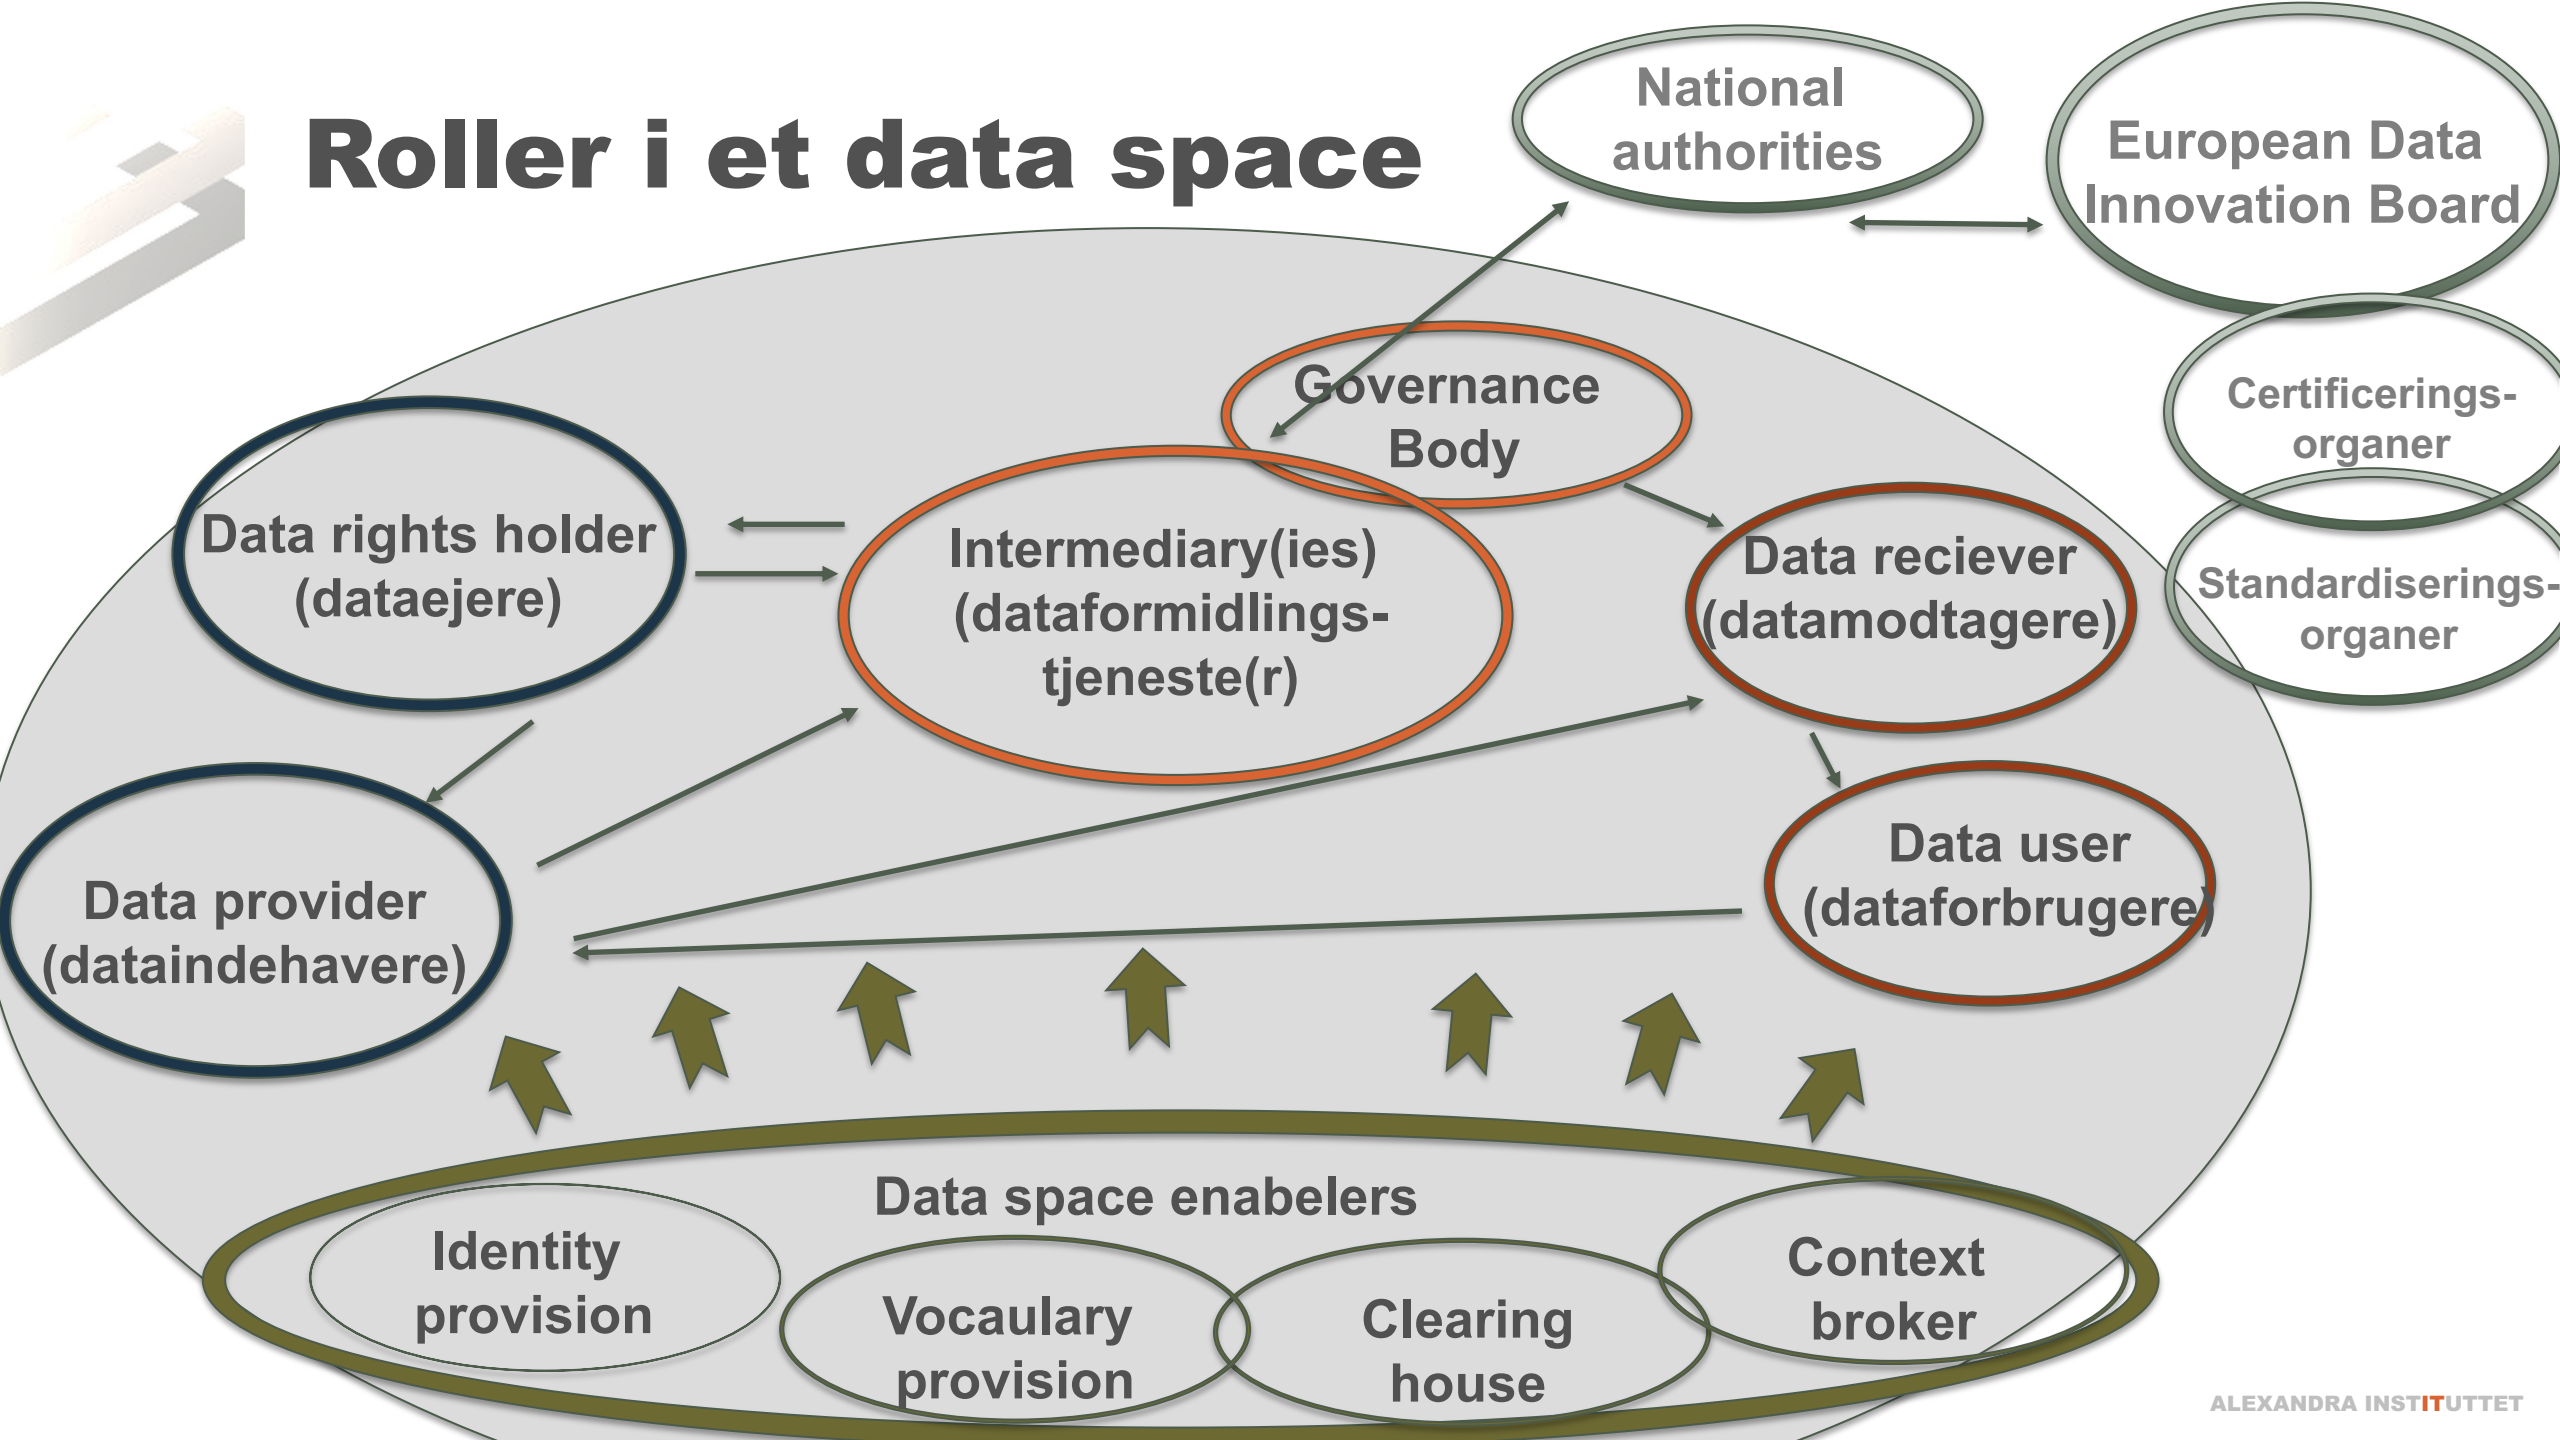 Roller i et data space
National
authorities
European Data
Innovation Board
Certificerings-
organer
Standardiserings-
organer
Governance
Body
Data rights holder
(dataejere)
Intermediary(ies)
(dataformidlings-
tjeneste(r)
Data reciever
(datamodtagere)
Data provider
(dataindehavere)
Data user
(dataforbrugere)
Data space enabelers
Identity
provision
Vocaulary
provision
Clearing
house
Context
broker
ALEXANDRA INSTITUTTET